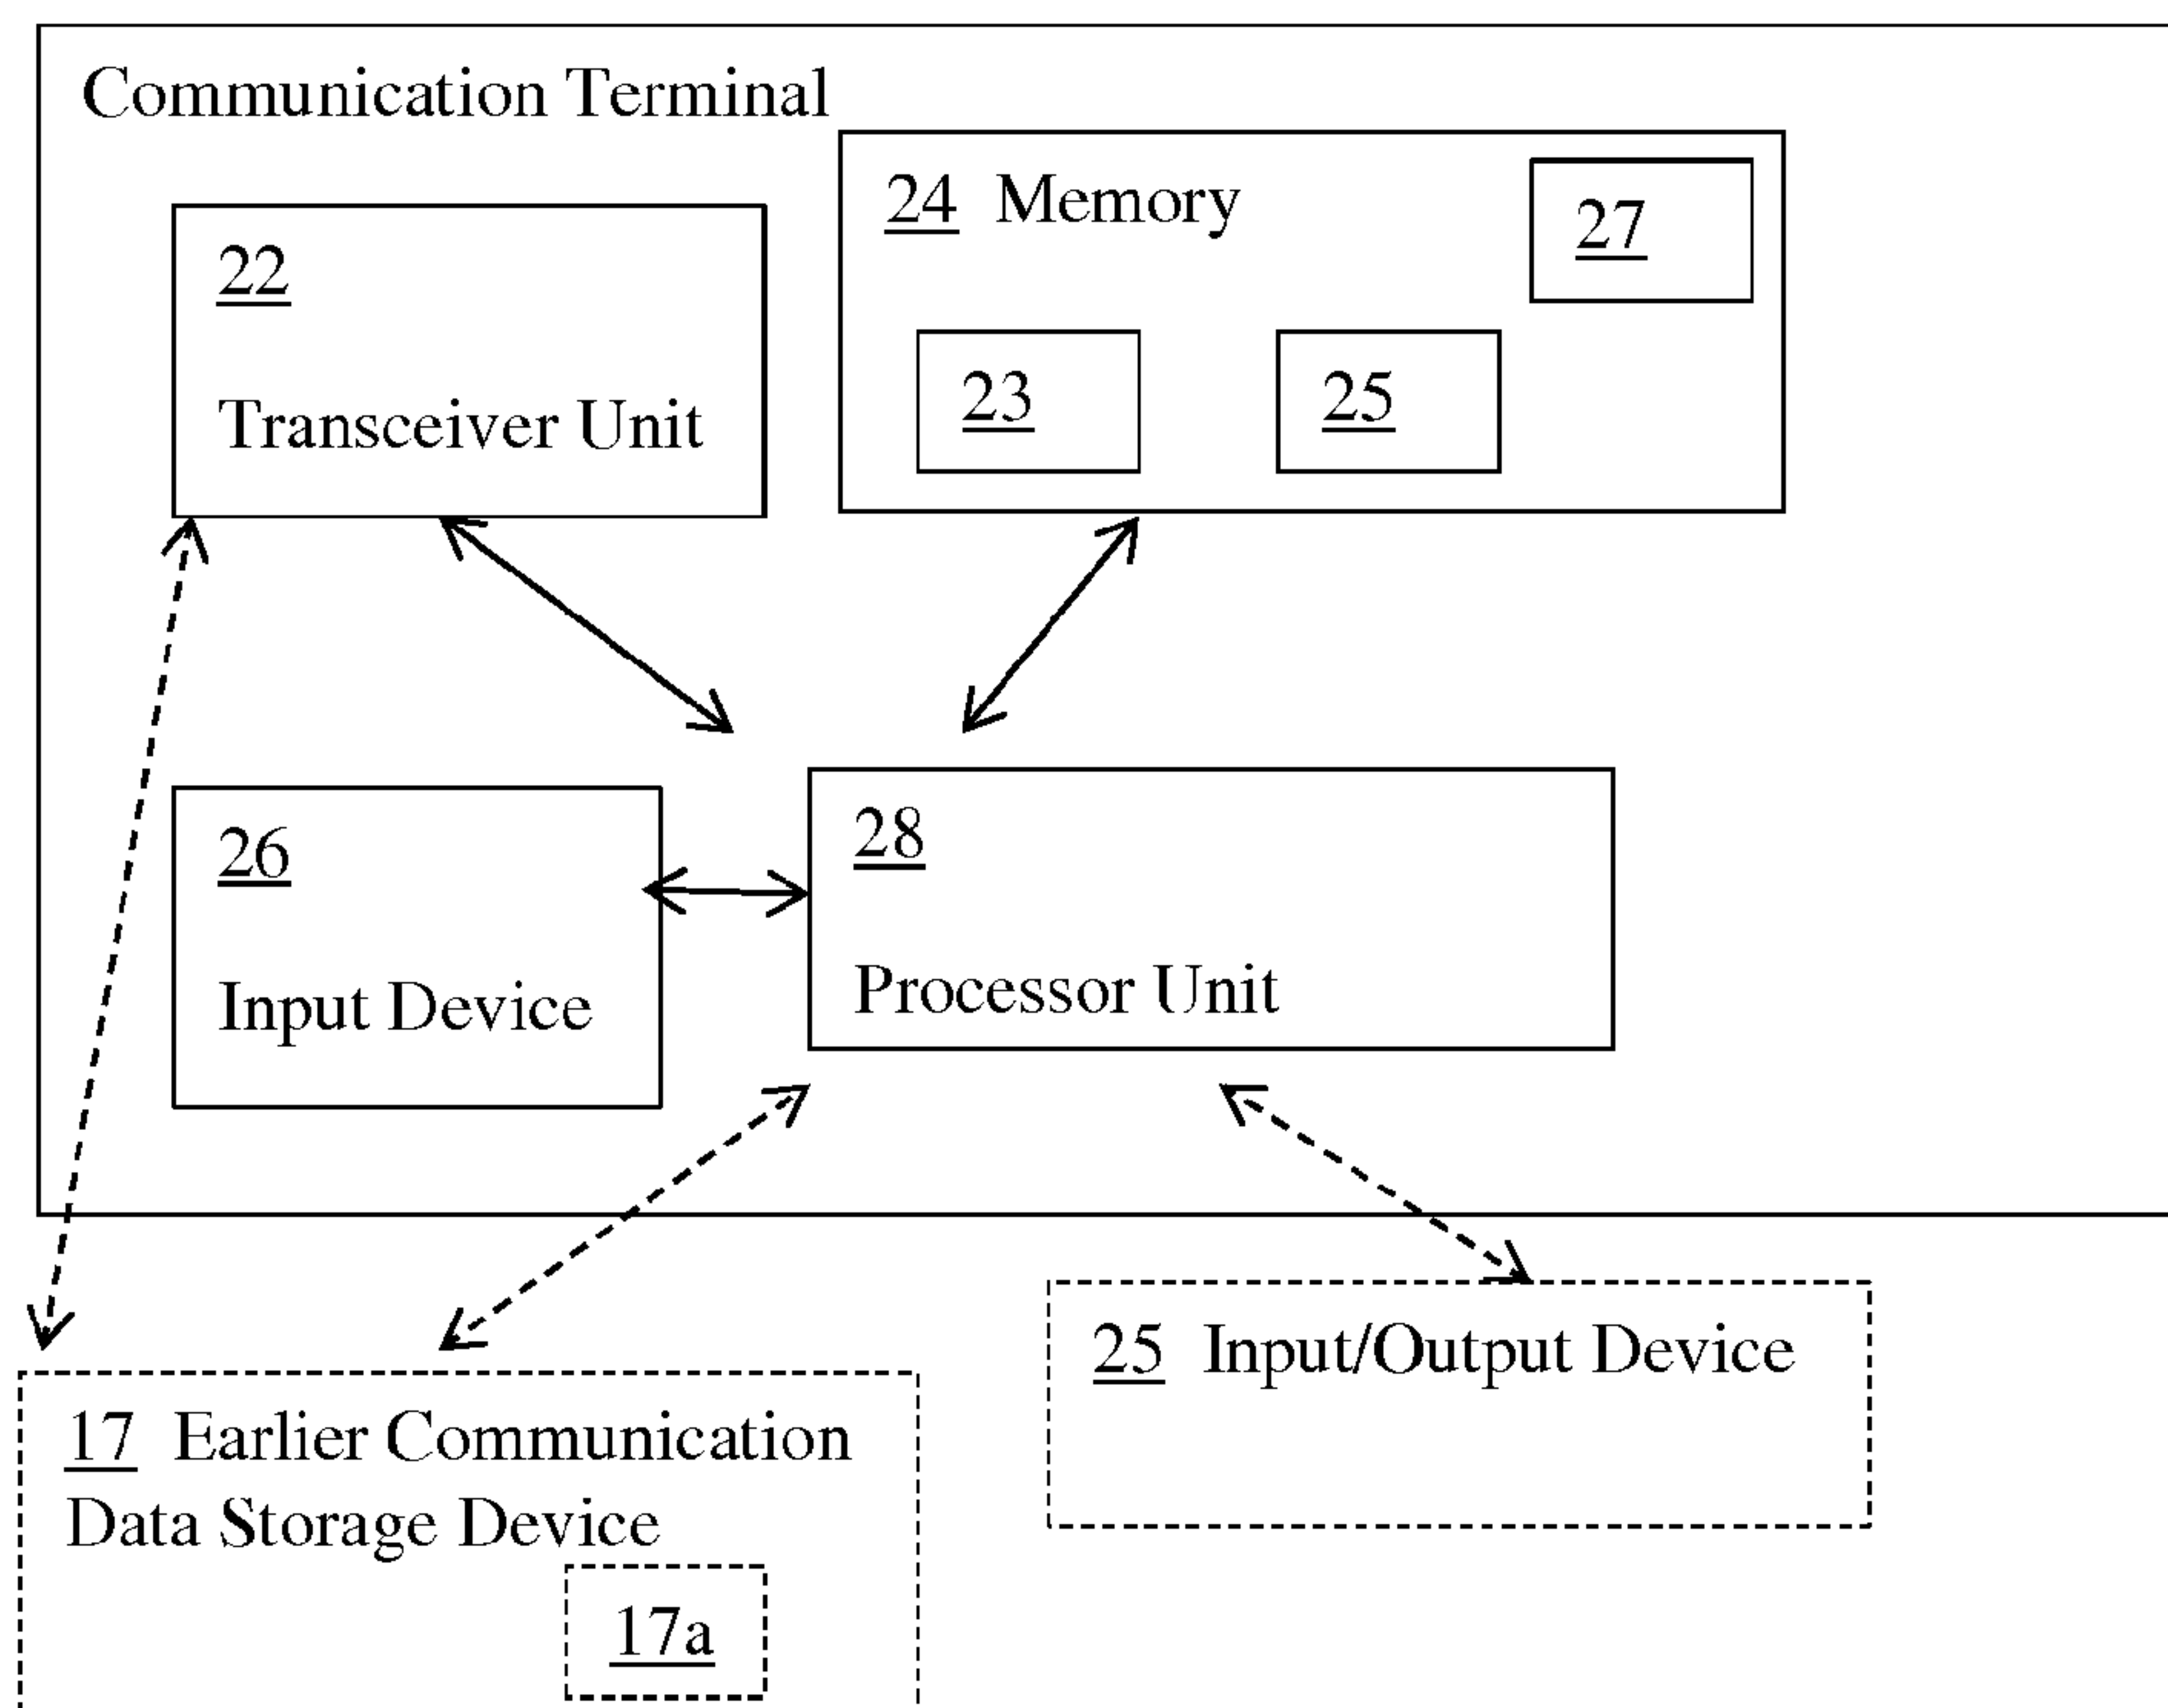 Communication Terminal
24 Memory
27
22
23
25
Transceiver Unit
28
26
Processor Unit
Input Device
25 Input/Output Device
17 Earlier Communication
Data Storage Device
17a